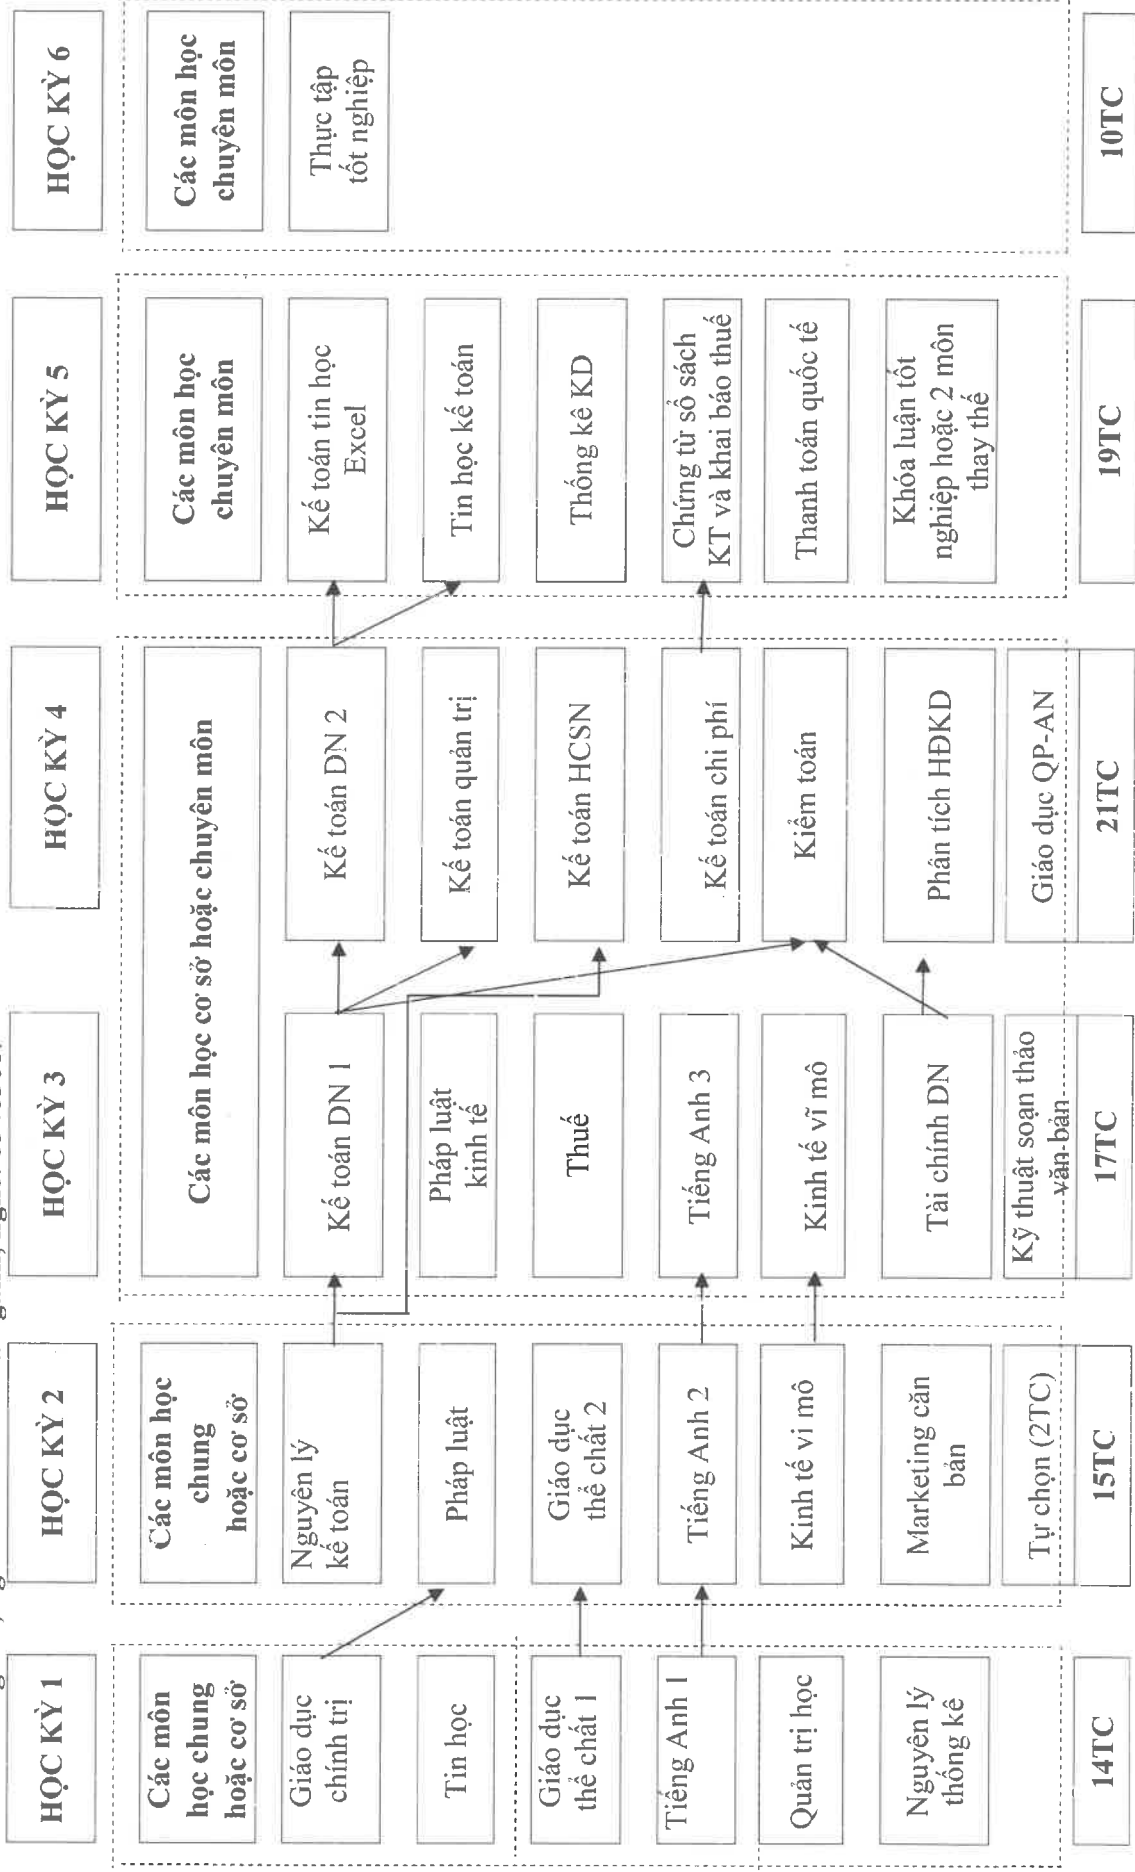 HỌC KỲ 1
Các môn
học chung
hoặc cơ sở
Giáo dục
chính trị
Tin học
Giáo dục
thể chất 1
Tiếng Anh 1
Quản trị học
Nguyên lý
thống kê
14TC
HỌC KỲ 2
Các môn học
chung
hoặc cơ sở
Nguyên lý
kế toán
Pháp luật
Giáo dục
thể chất 2
Tiếng Anh 2
Kinh tế vi mô
Marketing căn
bản
Tự chọn (2TC)
15TC
HỌC KỲ 3
HỌC KỲ 4
Các môn học cơ sở hoặc chuyên môn
Kế toán DN 1
Pháp luật
kinh tế
Thuế
Tiếng Anh 3
Kinh tế vĩ mô
Tài chính DN
Kỹ thuật soạn thảo
văn bản
17TC
Kế toán DN 2
Kế toán quản trị
Kế toán HCSN
Kế toán chi phí
Kiểm toán
Phân tích HĐKD
Giáo dục QP-AN
21TC
HỌC KỲ 5
Các môn học
chuyên môn
Kế toán tin học
Excel
Tin học kế toán
Thống kê KD
Chứng từ sổ sách
KT và khai báo thuế
Thanh toán quốc tế
Khóa luận tốt
nghiệp hoặc 2 môn
thay thế
19TC
HỌC KỲ 6
Các môn học
chuyên môn
Thực tập
tốt nghiệp
10TC